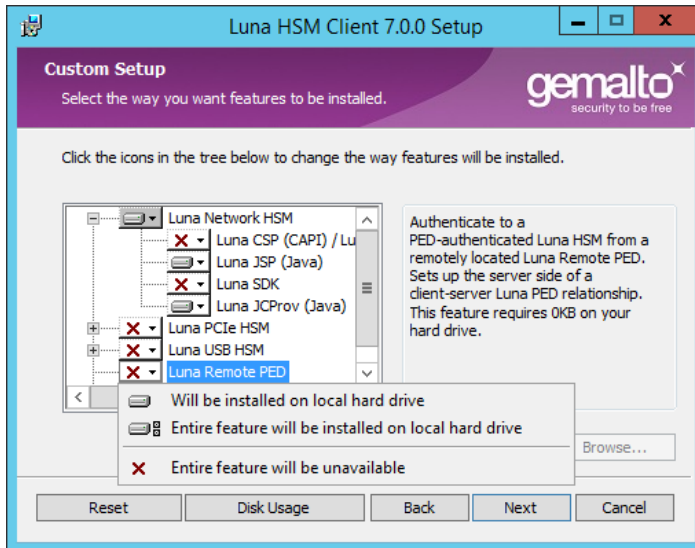 Luna HSM Client 7.0.0 Setup
Custom Setup
Select the way you want features to be installed.
gemalto
security to be free
Click the icons in the tree below to change the way features will be installed.
Luna Network HSM
Luna CSP (CAPI) / Lu
Luna JSP (Java)
Luna SDK
Luna JCProv (Java)
Luna PCIe HSM
Luna USB HSM
Luna Remote PED
Authenticate to a
PED-authenticated Luna HSM from a
remotely located Luna Remote PED.
Sets up the server side of a
client-server Luna PED relationship.
This feature requires 0KB on your
hard drive.
Will be installed on local hard drive
Entire feature will be installed on local hard drive
Entire feature will be unavailable
Browse...
Reset
Disk Usage
Back
Next
Cancel